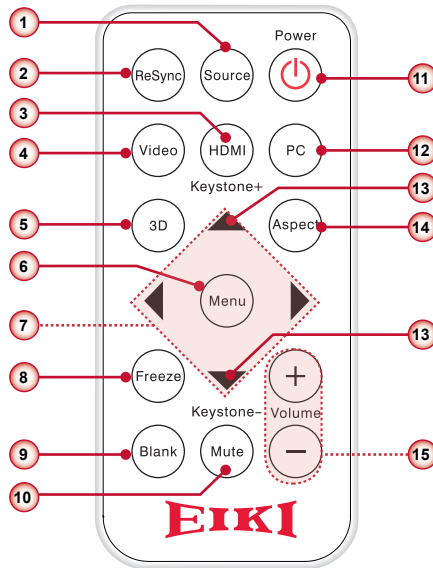 1
Power
2
ReSync
Source
11
3
4
Video
HDMI
PC
12
Keystone+
13
5
3D
Aspect
14
6
Menu
7
13
8
Freeze
+
Keystone−
Volume
9
Blank
Mute
−
15
10
EIKI